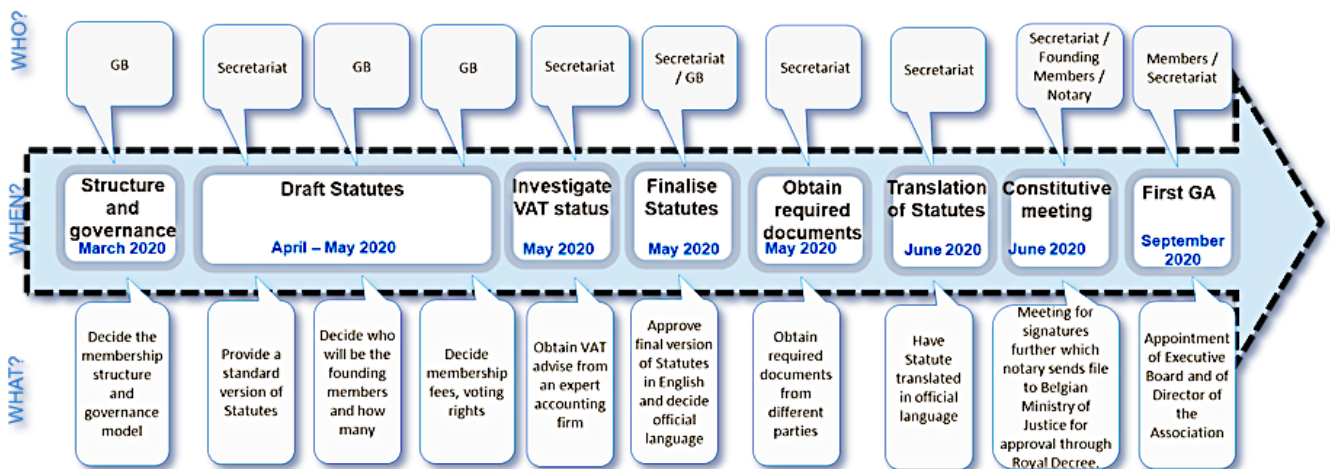 WHO?
GB
Secretariat
GB
GB
Secretariat
Secretariat
/ GB
Secretariat
Secretariat
Secretariat /
Founding
Members /
Notary
Members /
Secretariat
WHEN?
Structure
and
governance
March 2020
Draft Statutes
April – May 2020
Investigate
VAT status
May 2020
Finalise
Statutes
May 2020
Obtain
required
documents
May 2020
Translation
of Statutes
June 2020
Constitutive
meeting
June 2020
First GA
September
2020
WHAT?
Decide the
membership
structure
and
governance
model
Provide a
standard
version of
Statutes
Decide who
will be the
founding
members
and how
many
Decide
membership
fees, voting
rights
Obtain VAT
advise from
an expert
accounting
firm
Approve
final version
of Statutes
in English
and decide
official
language
Obtain
required
documents
from
different
parties
Have
Statute
translated
in official
language
Meeting for
signatures
further which
notary sends file
to Belgian
Ministry of
Justice for
approval through
Royal Decree.
Appointment
of Executive
Board and of
Director of
the
Association